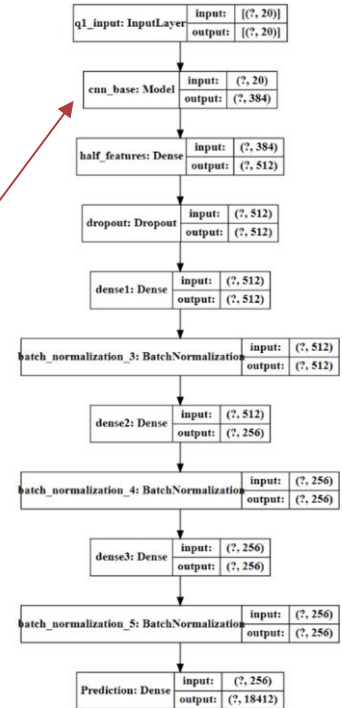 q1_input: InputLayer input: [(?, 20)]
output: [(?, 20)]
cnn_base: Model input: (?, 20)
output: (?, 384)
half_features: Dense input: (?, 384)
output: (?, 512)
dropout: Dropout input: (?, 512)
output: (?, 512)
dense1: Dense input: (?, 512)
output: (?, 512)
batch_normalization_3: BatchNormalization input: (?, 512)
output: (?, 512)
dense2: Dense input: (?, 512)
output: (?, 256)
batch_normalization_4: BatchNormalization input: (?, 256)
output: (?, 256)
dense3: Dense input: (?, 256)
output: (?, 256)
batch_normalization_5: BatchNormalization input: (?, 256)
output: (?, 256)
Prediction: Dense input: (?, 256)
output: (?, 18412)